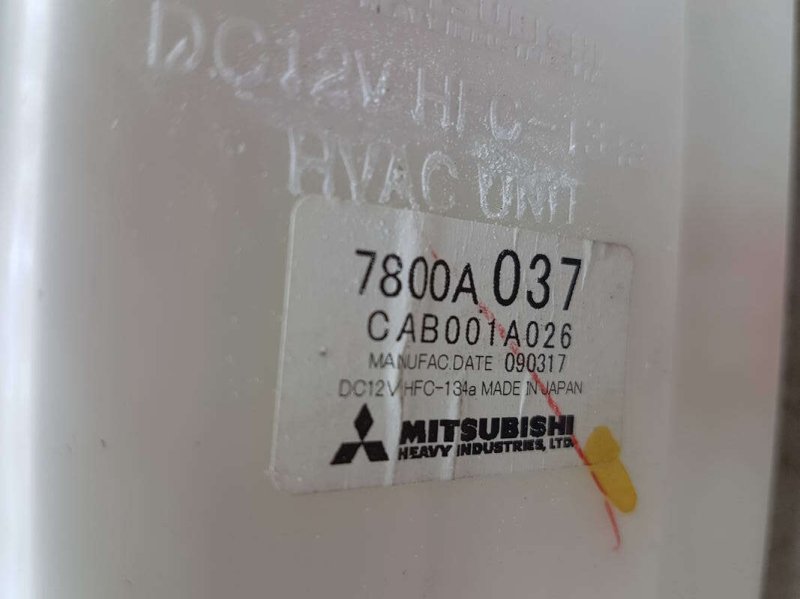 MITSUBISHI
DC12V HFC-134a
HVAC UNIT
7800A 037
CAB001A026
MANUFAC.DATE 090317
DC12V HFC-134a MADE IN JAPAN
MITSUBISHI
HEAVY INDUSTRIES, LTD.